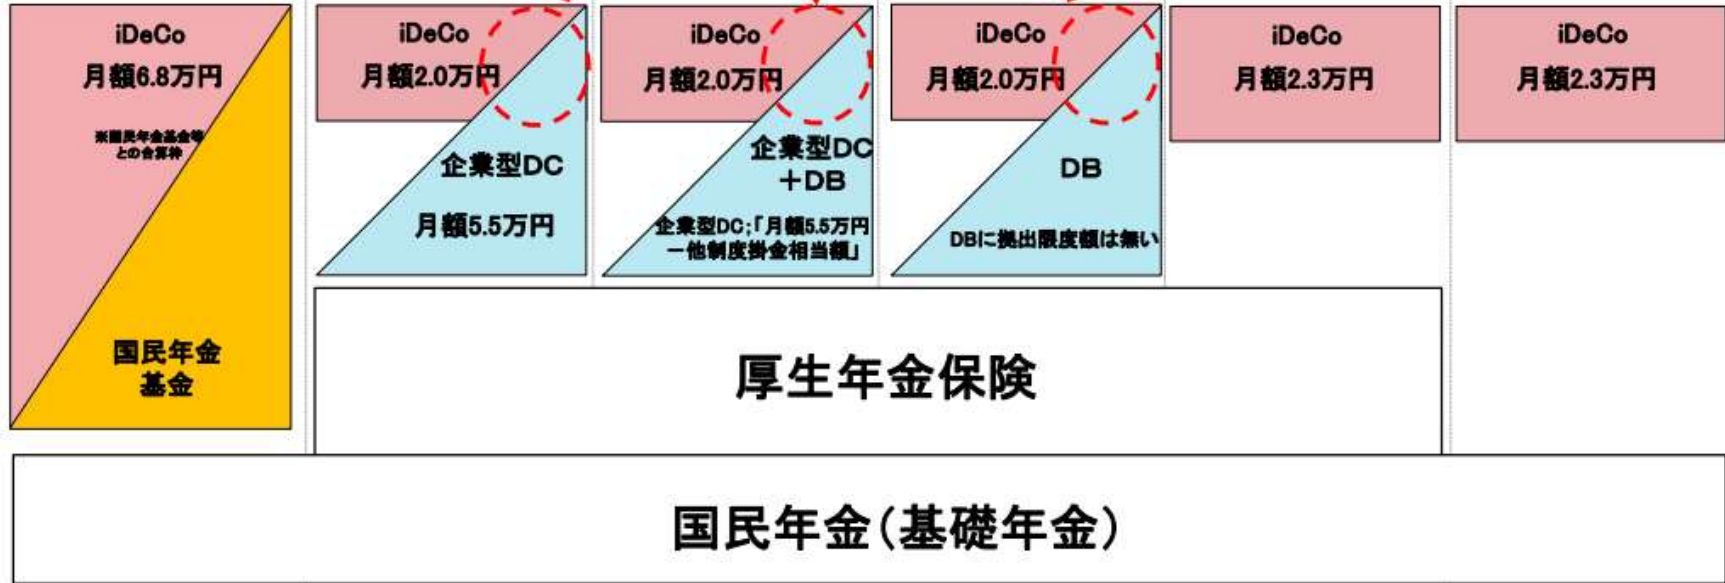 iDeCo
月額6.8万円
※国民年金基金等
との合算枠
国民年金
基金
iDeCo
月額2.0万円
企業型DC
月額5.5万円
iDeCo
月額2.0万円
企業型DC
＋DB
企業型DC;「月額5.5万円
－他制度掛金相当額」
iDeCo
月額2.0万円
DB
DBに拠出限度額は無い
iDeCo
月額2.3万円
iDeCo
月額2.3万円
厚生年金保険
国民年金(基礎年金)